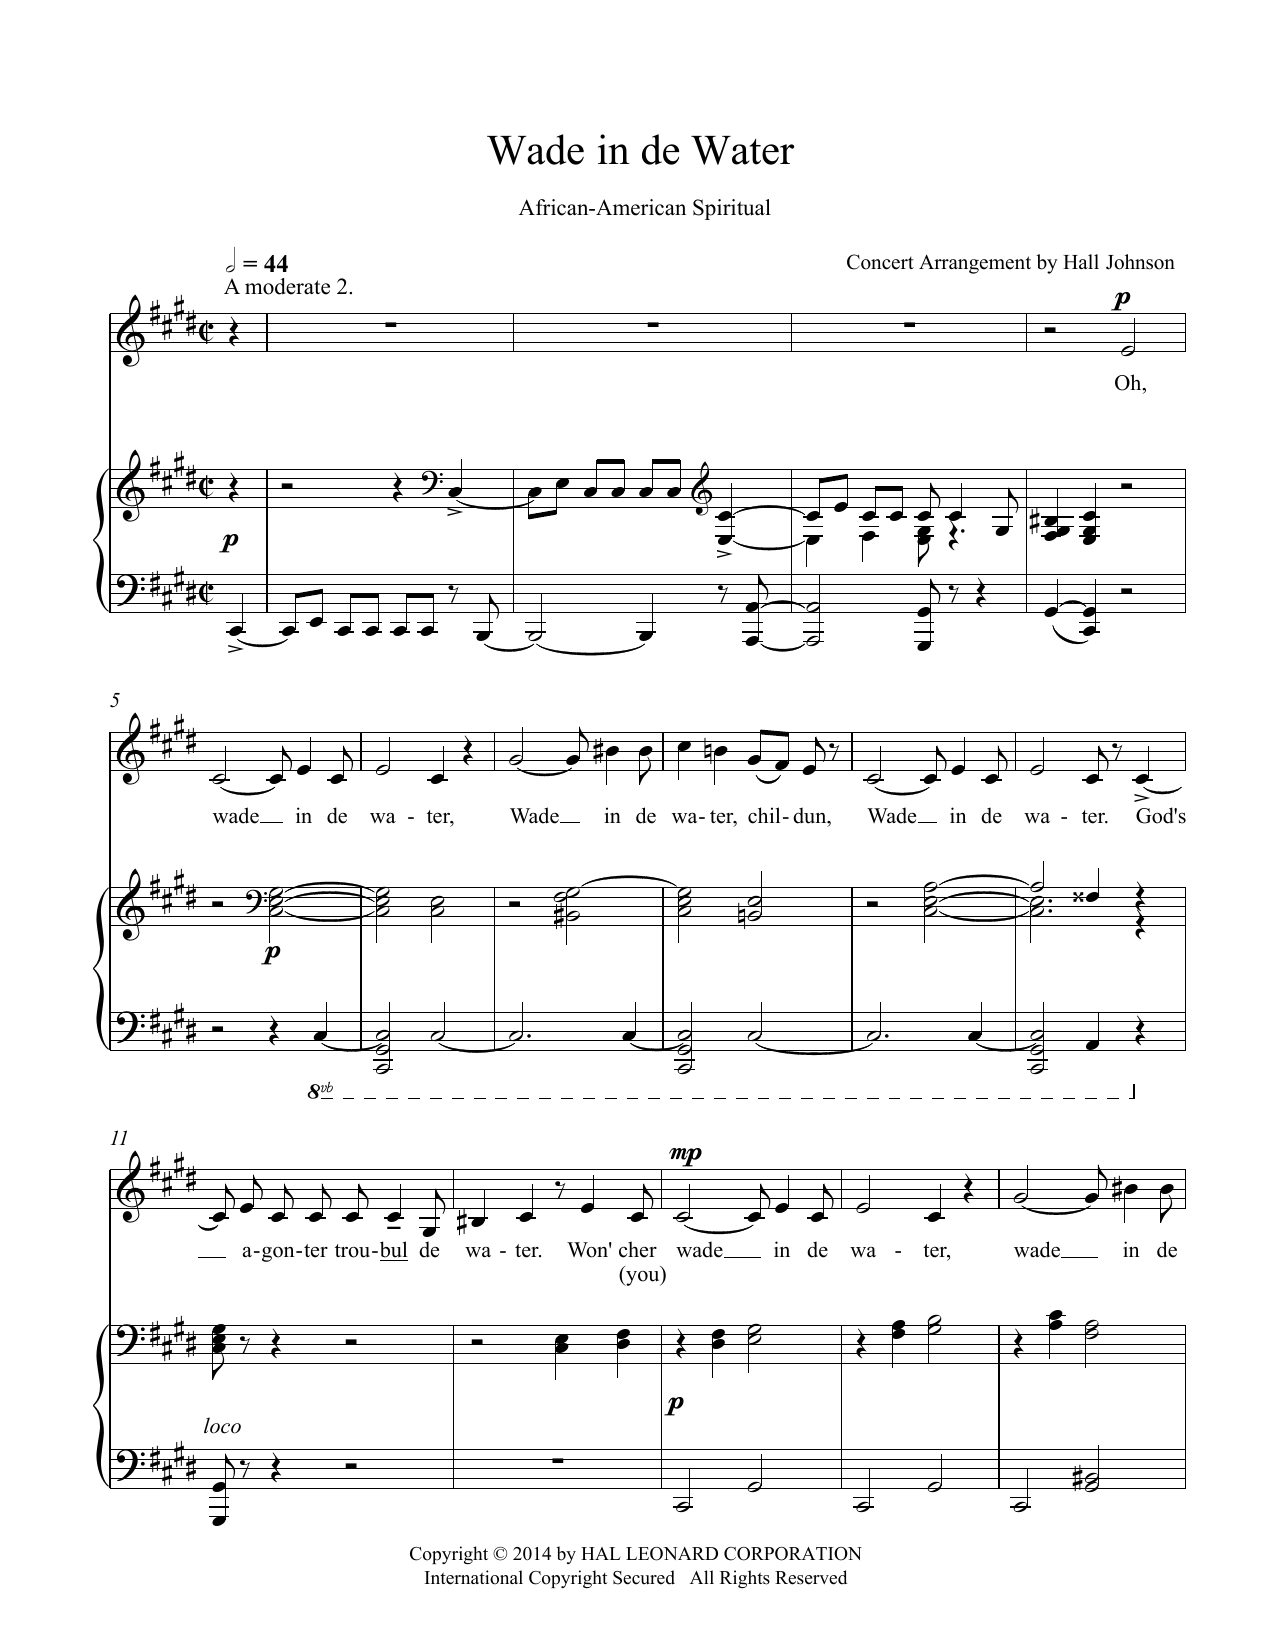 Wade in de Water
African-American Spiritual
𝅗𝅥 = 44
Concert Arrangement by Hall Johnson
A moderate 2.
p
Oh,
p
5
wade in de wa - ter, Wade in de wa - ter, chil - dun, Wade in de wa - ter. God's
p
8vb
11
mp
a - gon - ter trou - bul de wa - ter. Won' cher wade in de wa - ter, wade in de
(you)
p
loco
Copyright © 2014 by HAL LEONARD CORPORATION
International Copyright Secured All Rights Reserved